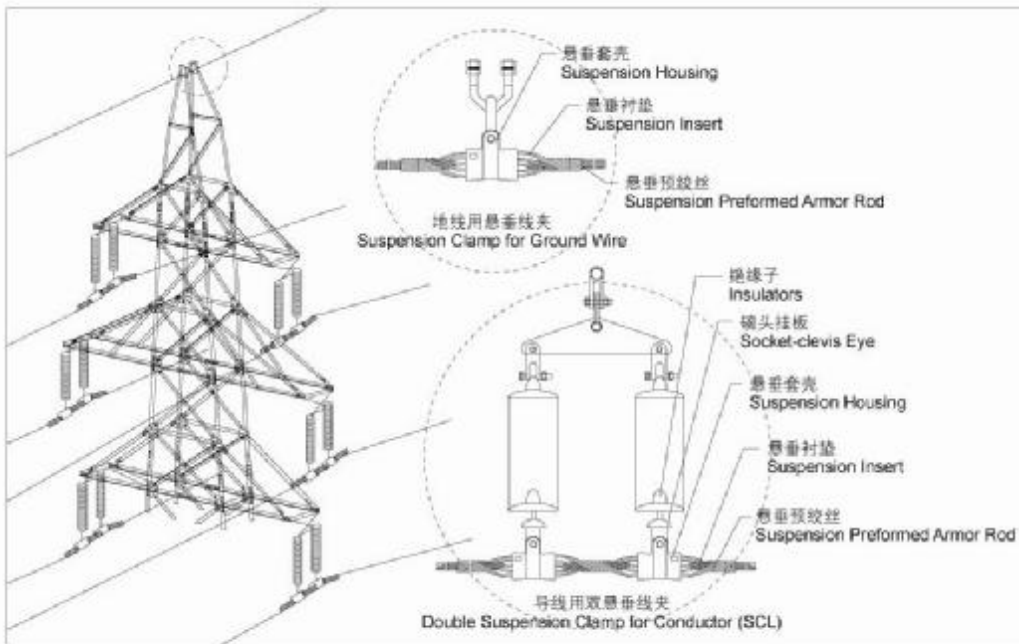 悬垂套壳
Suspension Housing
悬垂衬垫
Suspension Insert
悬垂预绞丝
Suspension Preformed Armor Rod
地线用悬垂线夹
Suspension Clamp for Ground Wire
绝缘子
Insulators
碗头挂板
Socket-clevis Eye
悬垂套壳
Suspension Housing
悬垂衬垫
Suspension Insert
悬垂预绞丝
Suspension Preformed Armor Rod
导线用双悬垂线夹
Double Suspension Clamp for Conductor (SCL)